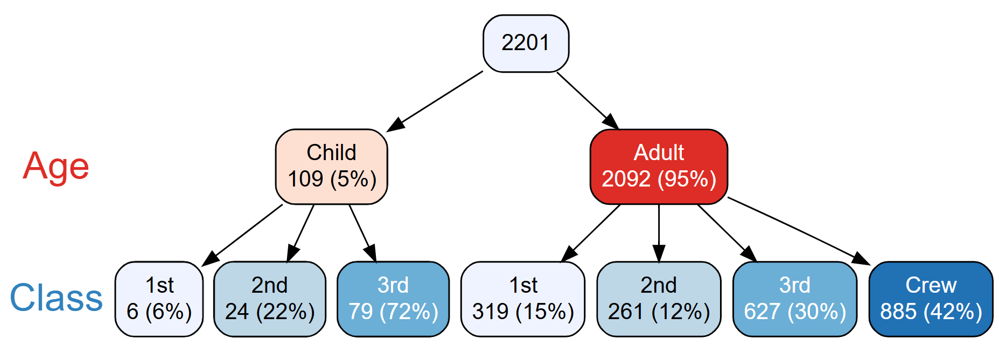 2201
Age
Child
109 (5%)
Adult
2092 (95%)
Class
1st
6 (6%)
2nd
24 (22%)
3rd
79 (72%)
1st
319 (15%)
2nd
261 (12%)
3rd
627 (30%)
Crew
885 (42%)